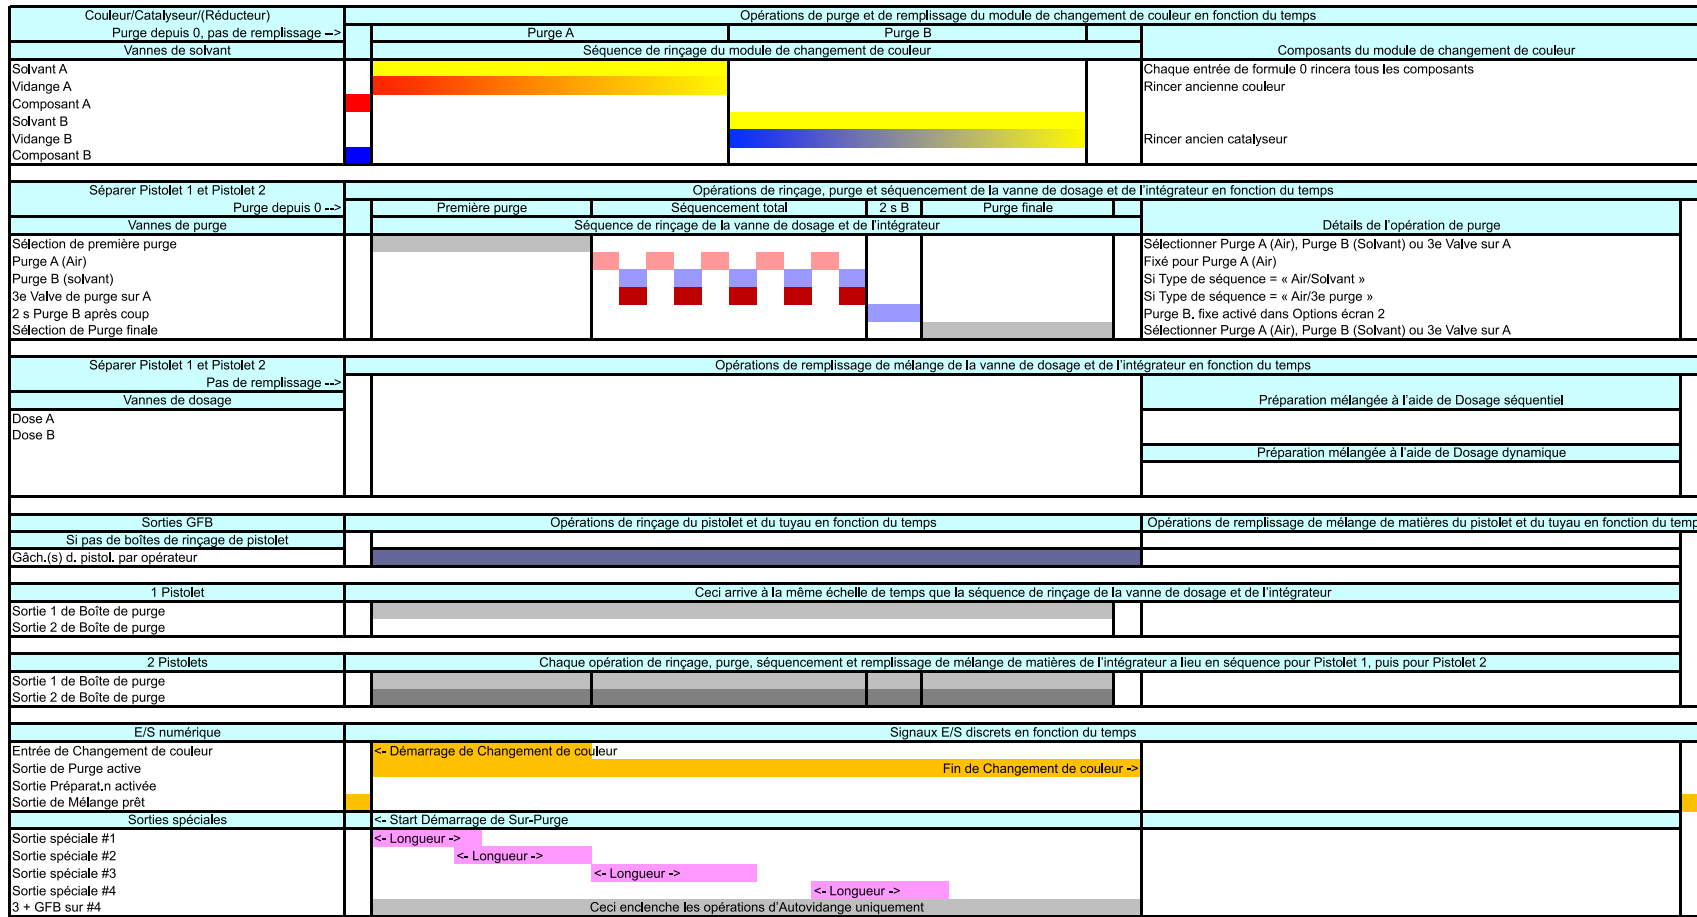 Couleur/Catalyseur/(Réducteur)
Opérations de purge et de remplissage du module de changement de couleur en fonction du temps
Purge depuis 0, pas de remplissage –>
Purge A
Purge B
Vannes de solvant
Séquence de rinçage du module de changement de couleur
Composants du module de changement de couleur
Solvant A
Chaque entrée de formule 0 rincera tous les composants
Vidange A
Rincer ancienne couleur
Composant A
Solvant B
Vidange B
Rincer ancien catalyseur
Composant B
Séparer Pistolet 1 et Pistolet 2
Opérations de rinçage, purge et séquencement de la vanne de dosage et de l'intégrateur en fonction du temps
Purge depuis 0 -->
Première purge
Séquencement total
2 s B
Purge finale
Vannes de purge
Séquence de rinçage de la vanne de dosage et de l'intégrateur
Détails de l'opération de purge
Sélection de première purge
Sélectionner Purge A (Air), Purge B (Solvant) ou 3e Valve sur A
Purge A (Air)
Fixé pour Purge A (Air)
Purge B (solvant)
Si Type de séquence = « Air/Solvant »
3e Valve de purge sur A
Si Type de séquence = « Air/3e purge »
2 s Purge B après coup
Purge B. fixe activé dans Options écran 2
Sélection de Purge finale
Sélectionner Purge A (Air), Purge B (Solvant) ou 3e Valve sur A
Séparer Pistolet 1 et Pistolet 2
Opérations de remplissage de mélange de la vanne de dosage et de l'intégrateur en fonction du temps
Pas de remplissage -->
Vannes de dosage
Préparation mélangée à l'aide de Dosage séquentiel
Dose A
Dose B
Préparation mélangée à l'aide de Dosage dynamique
Sorties GFB
Opérations de rinçage du pistolet et du tuyau en fonction du temps
Opérations de remplissage de mélange de matières du pistolet et du tuyau en fonction du temp
Si pas de boîtes de rinçage de pistolet
Gâch.(s) d. pistol. par opérateur
1 Pistolet
Ceci arrive à la même échelle de temps que la séquence de rinçage de la vanne de dosage et de l'intégrateur
Sortie 1 de Boîte de purge
Sortie 2 de Boîte de purge
2 Pistolets
Chaque opération de rinçage, purge, séquencement et remplissage de mélange de matières de l'intégrateur a lieu en séquence pour Pistolet 1, puis pour Pistolet 2
Sortie 1 de Boîte de purge
Sortie 2 de Boîte de purge
E/S numérique
Signaux E/S discrets en fonction du temps
Entrée de Changement de couleur
<- Démarrage de Changement de couleur
Sortie de Purge active
Fin de Changement de couleur ->
Sortie Préparat.n activée
Sortie de Mélange prêt
Sorties spéciales
<- Start Démarrage de Sur-Purge
Sortie spéciale #1
<- Longueur ->
Sortie spéciale #2
<- Longueur ->
Sortie spéciale #3
<- Longueur ->
Sortie spéciale #4
<- Longueur ->
3 + GFB sur #4
Ceci enclenche les opérations d'Autovidange uniquement